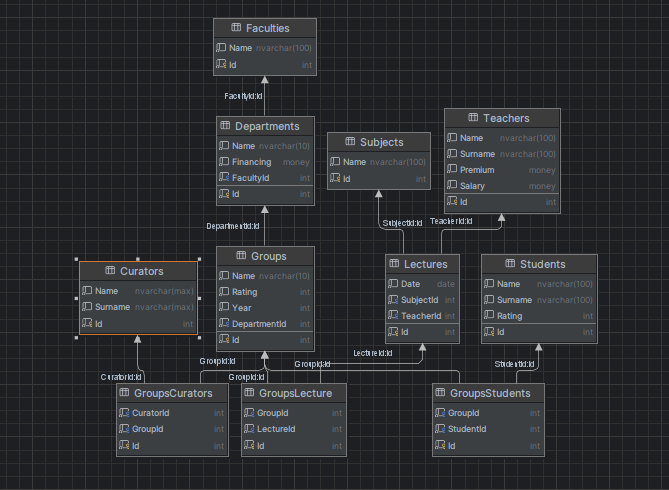 Faculties
Name nvarchar(100)
Id int
FacultyId:Id
Departments
Name nvarchar(10)
Financing money
FacultyId int
Id int
Subjects
Name nvarchar(100)
Id int
Teachers
Name nvarchar(100)
Surname nvarchar(100)
Premium money
Salary money
Id int
DepartmentId:Id
SubjectId:Id
TeacherId:Id
Curators
Name nvarchar(max)
Surname nvarchar(max)
Id int
Groups
Name nvarchar(10)
Rating int
Year int
DepartmentId int
Id int
Lectures
Date date
SubjectId int
TeacherId int
Id int
Students
Name nvarchar(100)
Surname nvarchar(100)
Rating int
Id int
CuratorId:Id
GroupId:Id
GroupId:Id
GroupId:Id
LectureId:Id
StudentId:Id
GroupsCurators
CuratorId int
GroupId int
Id int
GroupsLecture
GroupId int
LectureId int
Id int
GroupsStudents
GroupId int
StudentId int
Id int